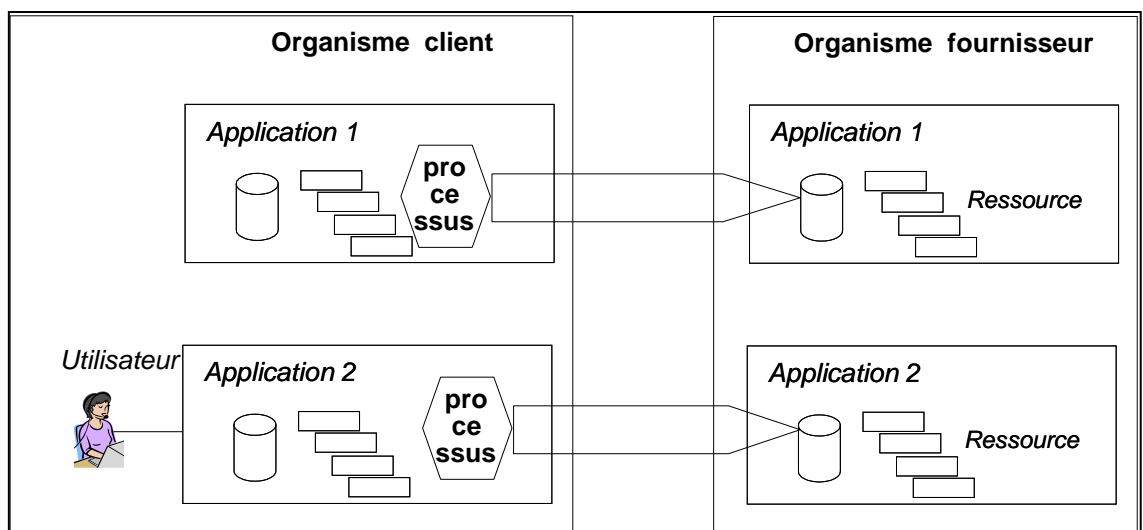 Organisme client
Organisme fournisseur
Application 1
pro
ce
ssus
Application 1
Ressource
Utilisateur
Application 2
pro
ce
ssus
Application 2
Ressource